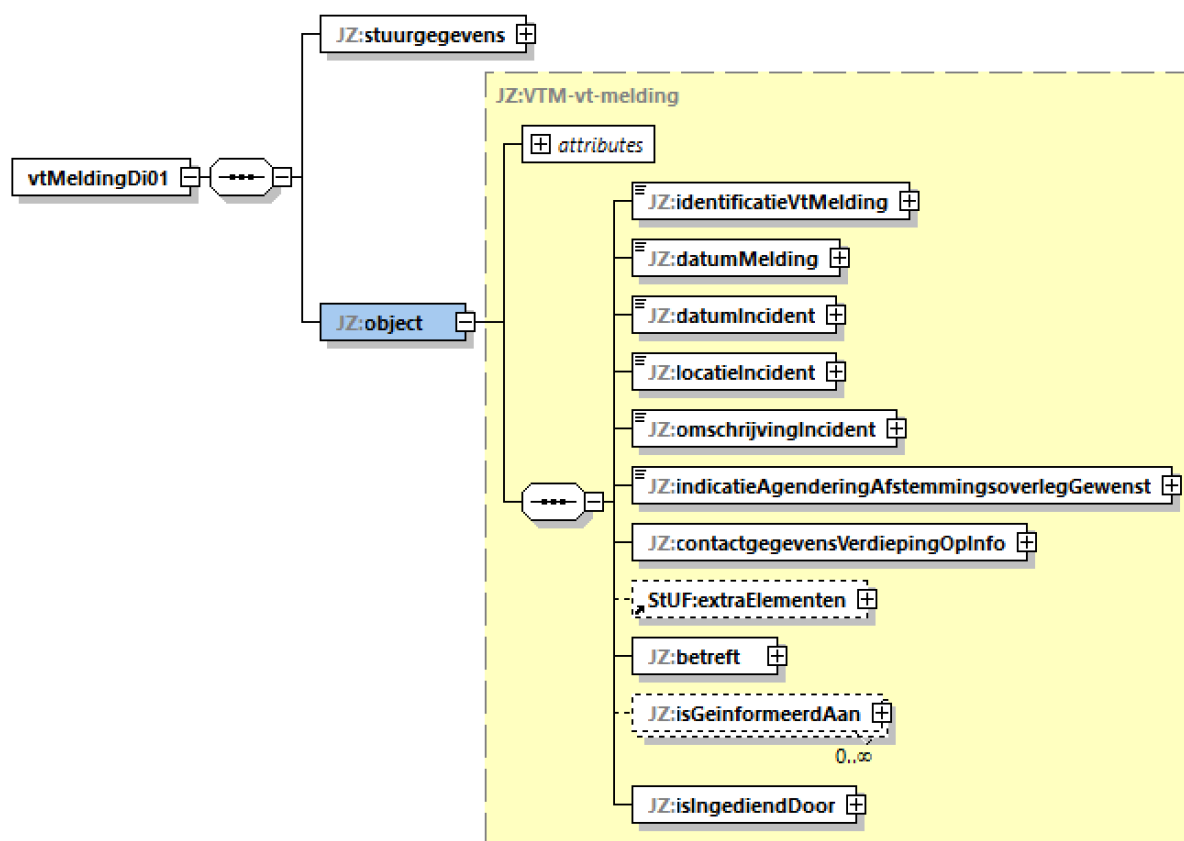 JZ:stuurgegevens
JZ:VTM-vt-melding
attributes
vtMeldingDi01
JZ:identificatieVtMelding
JZ:datumMelding
JZ:datumIncident
JZ:object
JZ:locatieIncident
JZ:omschrijvingIncident
JZ:indicatieAgenderingAfstemmingsoverlegGewenst
JZ:contactgegevensVerdiepingOpInfo
StUF:extraElementen
JZ:betreft
JZ:isGeinformeerdAan
0..∞
JZ:isIngediendDoor